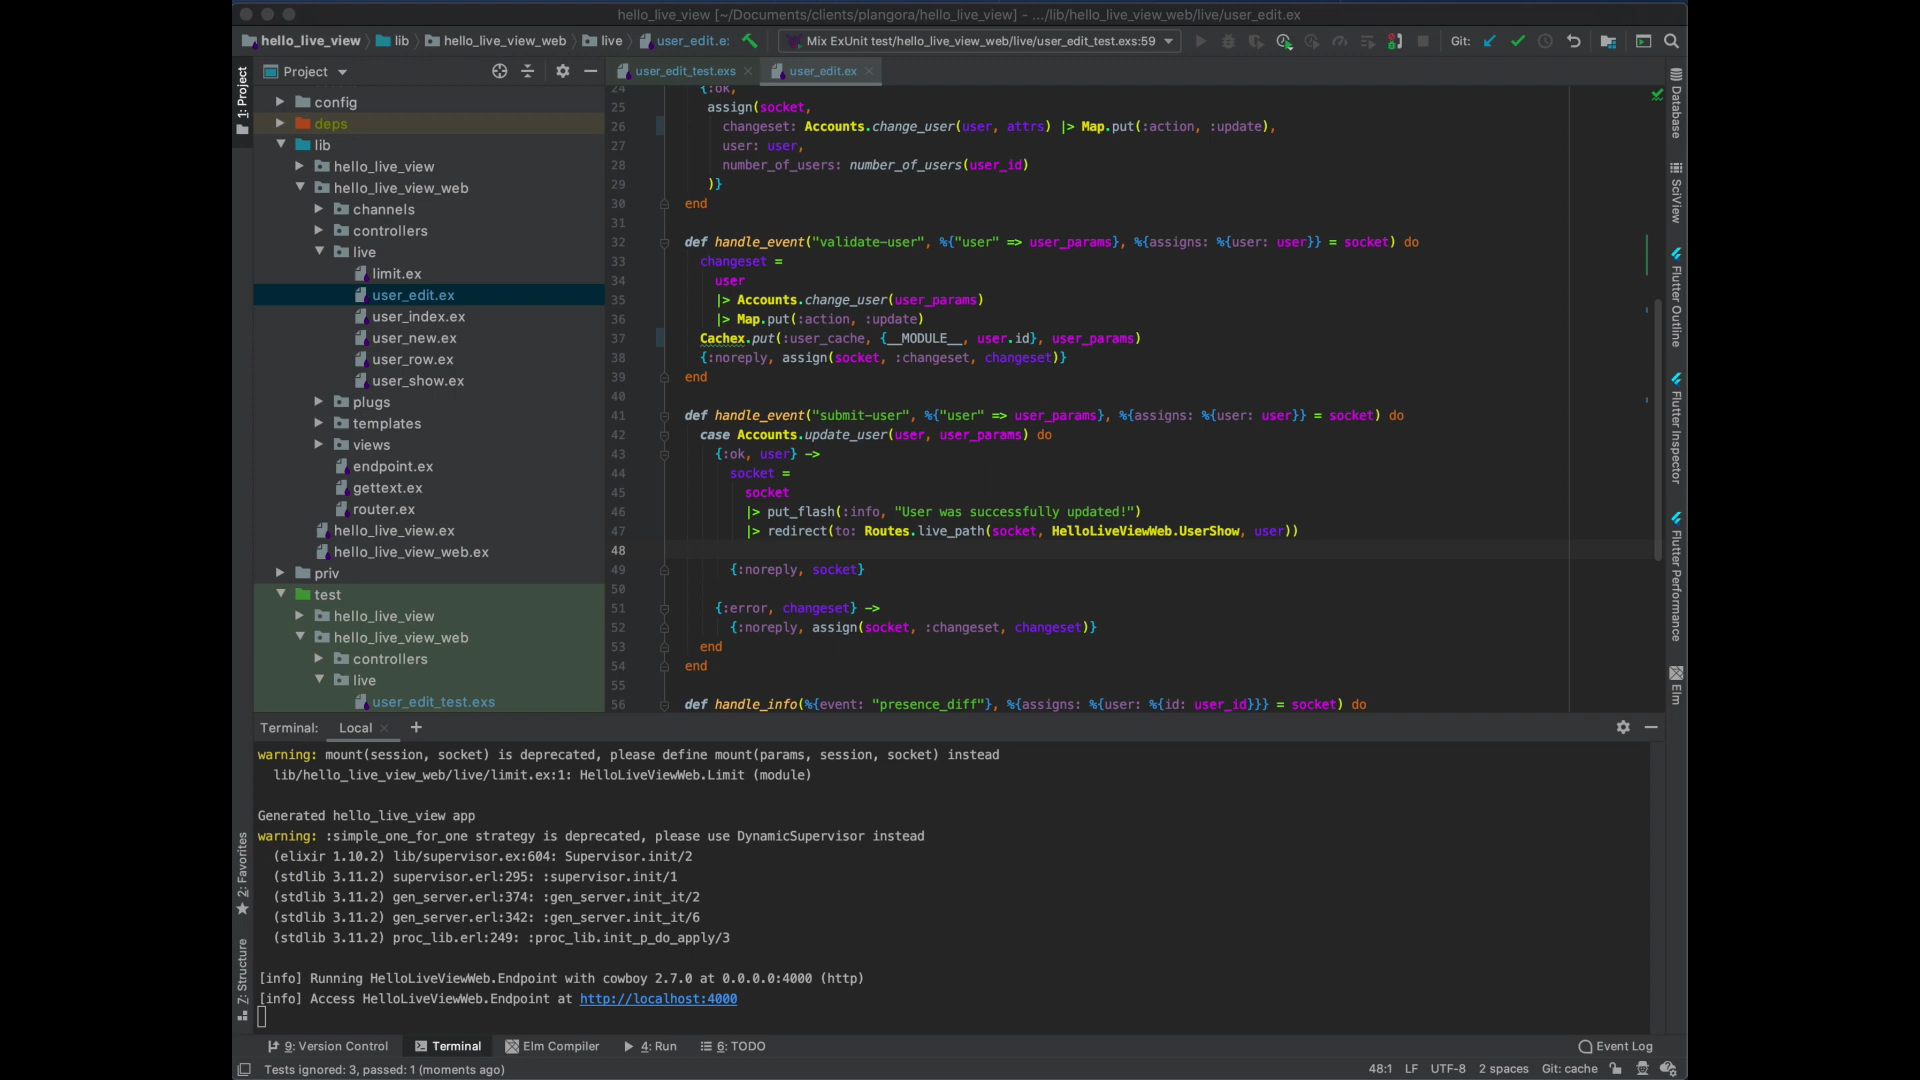 hello_live_view [~/Documents/clients/plangora/hello_live_view] - .../lib/hello_live_view_web/live/user_edit.ex
hello_live_view
lib
hello_live_view_web
live
user_edit.e:
Mix ExUnit test/hello_live_view_web/live/user_edit_test.exs:59
Git:
Project
user_edit_test.exs
user_edit.ex
1: Project
config
deps
lib
hello_live_view
hello_live_view_web
channels
controllers
live
limit.ex
user_edit.ex
user_index.ex
user_new.ex
user_row.ex
user_show.ex
plugs
templates
views
endpoint.ex
gettext.ex
router.ex
hello_live_view.ex
hello_live_view_web.ex
priv
test
hello_live_view
hello_live_view_web
controllers
live
user_edit_test.exs
24 {:ok,
25 assign(socket,
26 changeset: Accounts.change_user(user, attrs) |> Map.put(:action, :update),
27 user: user,
28 number_of_users: number_of_users(user_id)
29 )}
30 end
31
32 def handle_event("validate-user", %{"user" => user_params}, %{assigns: %{user: user}} = socket) do
33 changeset =
34 user
35 |> Accounts.change_user(user_params)
36 |> Map.put(:action, :update)
37 Cachex.put(:user_cache, {__MODULE__, user.id}, user_params)
38 {:noreply, assign(socket, :changeset, changeset)}
39 end
40
41 def handle_event("submit-user", %{"user" => user_params}, %{assigns: %{user: user}} = socket) do
42 case Accounts.update_user(user, user_params) do
43 {:ok, user} ->
44 socket =
45 socket
46 |> put_flash(:info, "User was successfully updated!")
47 |> redirect(to: Routes.live_path(socket, HelloLiveViewWeb.UserShow, user))
48
49 {:noreply, socket}
50
51 {:error, changeset} ->
52 {:noreply, assign(socket, :changeset, changeset)}
53 end
54 end
55
56 def handle_info(%{event: "presence_diff"}, %{assigns: %{user: %{id: user_id}}} = socket) do
Database
SciView
Flutter Outline
Flutter Inspector
Flutter Performance
Elm
Terminal:
Local
warning: mount(session, socket) is deprecated, please define mount(params, session, socket) instead
lib/hello_live_view_web/live/limit.ex:1: HelloLiveViewWeb.Limit (module)
Generated hello_live_view app
warning: :simple_one_for_one strategy is deprecated, please use DynamicSupervisor instead
(elixir 1.10.2) lib/supervisor.ex:604: Supervisor.init/2
(stdlib 3.11.2) supervisor.erl:295: :supervisor.init/1
(stdlib 3.11.2) gen_server.erl:374: :gen_server.init_it/2
(stdlib 3.11.2) gen_server.erl:342: :gen_server.init_it/6
(stdlib 3.11.2) proc_lib.erl:249: :proc_lib.init_p_do_apply/3
[info] Running HelloLiveViewWeb.Endpoint with cowboy 2.7.0 at 0.0.0.0:4000 (http)
[info] Access HelloLiveViewWeb.Endpoint at http://localhost:4000
2: Favorites
7: Structure
9: Version Control
Terminal
Elm Compiler
4: Run
6: TODO
Event Log
Tests ignored: 3, passed: 1 (moments ago)
48:1
LF
UTF-8
2 spaces
Git: cache